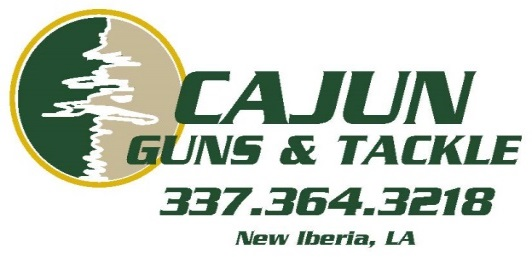 CAJUN
GUNS & TACKLE
337.364.3218
New Iberia, LA